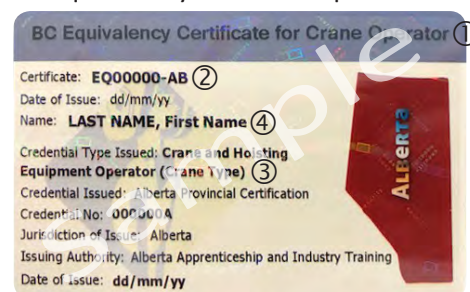 BC Equivalency Certificate for Crane Operator ①
Certificate: EQ00000-AB ②
Date of Issue: dd/mm/yy
Name: LAST NAME, First Name ④
Credential Type Issued: Crane and Hoisting
Equipment Operator (Crane Type) ③
Credential Issued: Alberta Provincial Certification
Credential No: 000000A
Jurisdiction of Issue: Alberta
Issuing Authority: Alberta Apprenticeship and Industry Training
Date of Issue: dd/mm/yy
ALBERTA
Sample